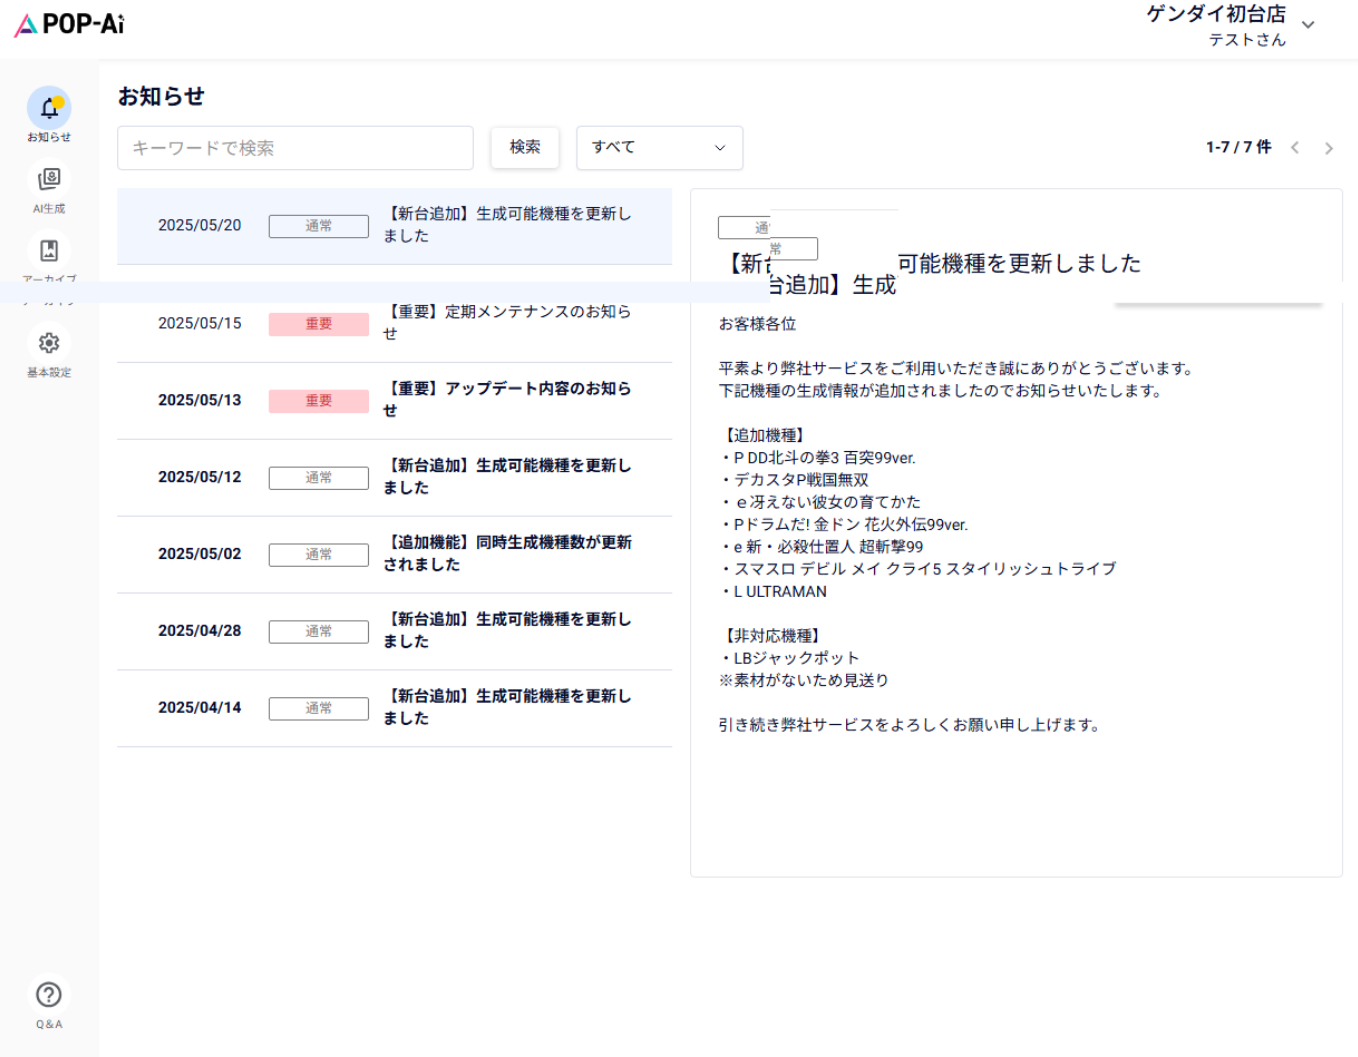 POP-Ai
ゲンダイ初台店
テストさん
お知らせ
AI生成
アーカイブ
基本設定
Q&A
お知らせ
キーワードで検索
検索
すべて
1-7 / 7 件
2025/05/20
通常
【新台追加】生成可能機種を更新し
ました
2025/05/15
重要
【重要】定期メンテナンスのお知ら
せ
2025/05/13
重要
【重要】アップデート内容のお知ら
せ
2025/05/12
通常
【新台追加】生成可能機種を更新し
ました
2025/05/02
通常
【追加機能】同時生成機種数が更新
されました
2025/04/28
通常
【新台追加】生成可能機種を更新し
ました
2025/04/14
通常
【新台追加】生成可能機種を更新し
ました
通常
【新台追加】生成可能機種を更新しました
お客様各位
平素より弊社サービスをご利用いただき誠にありがとうございます。
下記機種の生成情報が追加されましたのでお知らせいたします。
【追加機種】
・P DD北斗の拳3 百突99ver.
・デカスタP戦国無双
・ｅ冴えない彼女の育てかた
・Pドラムだ! 金ドン 花火外伝99ver.
・e 新・必殺仕置人 超斬撃99
・スマスロ デビル メイ クライ5 スタイリッシュトライブ
・L ULTRAMAN
【非対応機種】
・LBジャックポット
※素材がないため見送り
引き続き弊社サービスをよろしくお願い申し上げます。